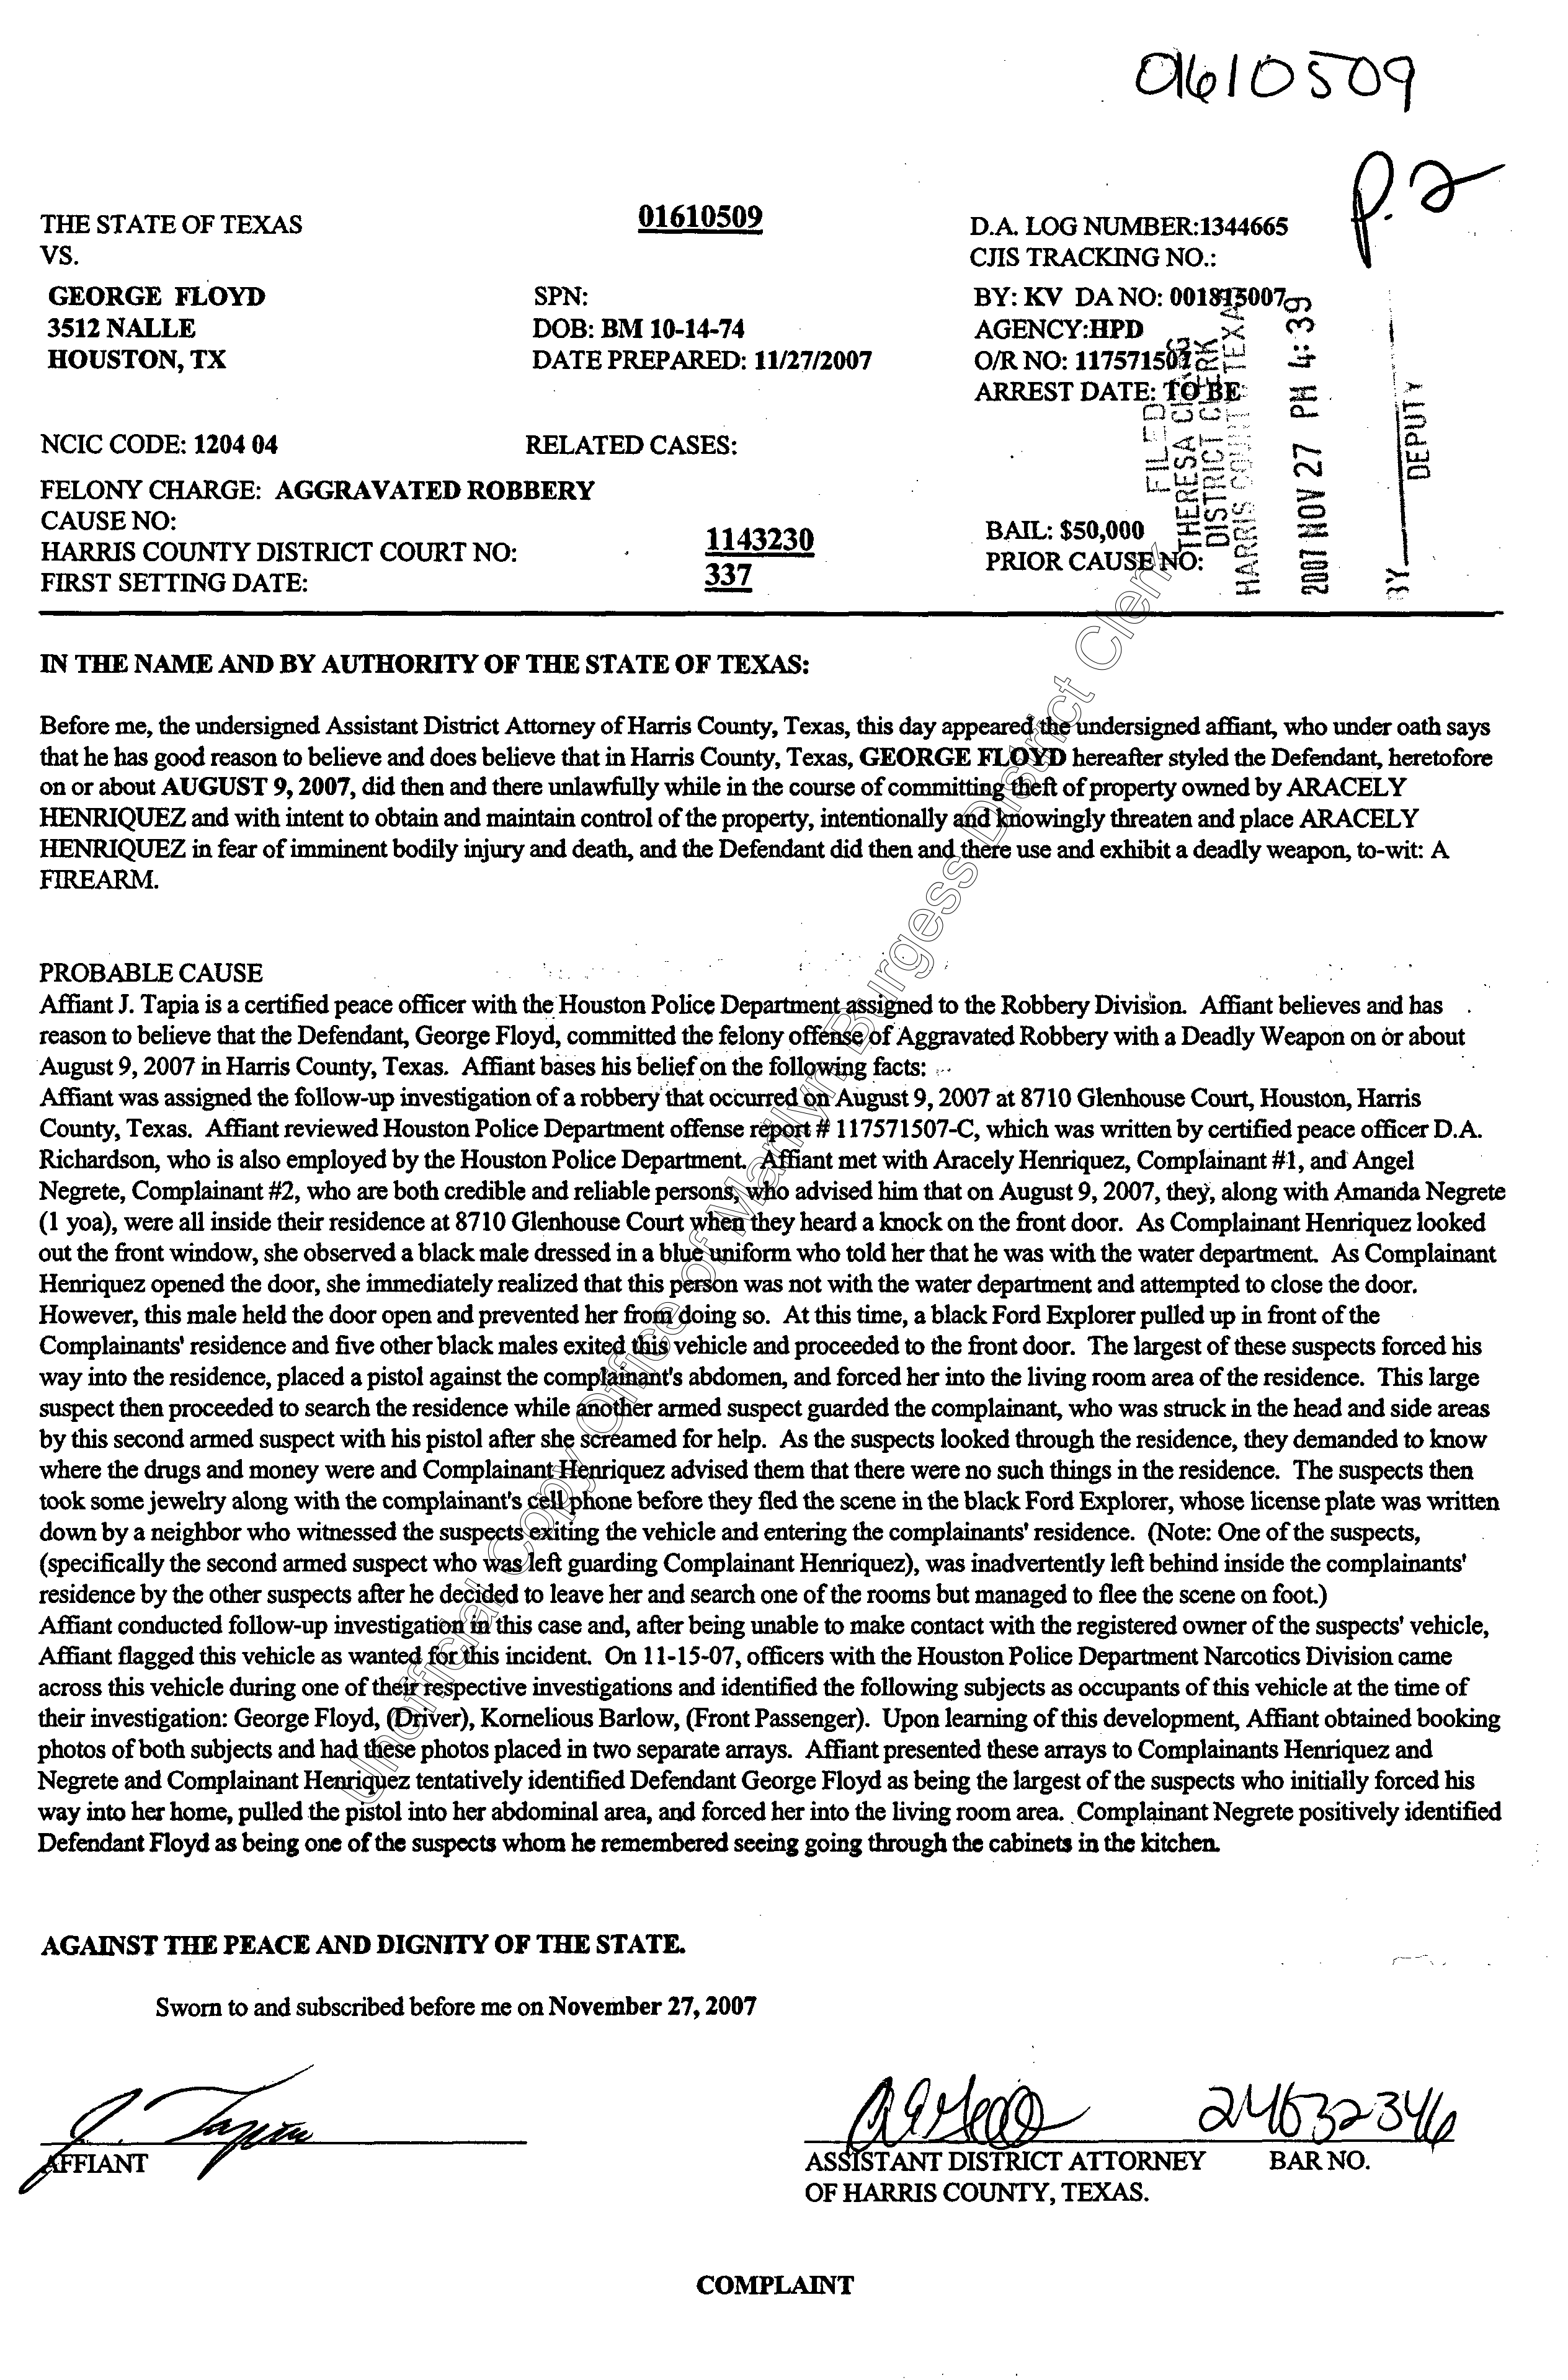 01610509
p. 2
THE STATE OF TEXAS 01610509 D.A. LOG NUMBER:1344665
VS. CJIS TRACKING NO.:
GEORGE FLOYD SPN: BY: KV DA NO: 001815007
3512 NALLE DOB: BM 10-14-74 AGENCY:HPD
HOUSTON, TX DATE PREPARED: 11/27/2007 O/R NO: 117571507
ARREST DATE: TO BE
NCIC CODE: 1204 04 RELATED CASES:
FELONY CHARGE: AGGRAVATED ROBBERY
CAUSE NO: 1143230 BAIL: $50,000
HARRIS COUNTY DISTRICT COURT NO: 337 PRIOR CAUSE NO:
FIRST SETTING DATE:
FILED
THERESA
DISTRICT CLERK
HARRIS COUNTY TEXAS
2007 NOV 27 PM 4:39
BY DEPUTY
IN THE NAME AND BY AUTHORITY OF THE STATE OF TEXAS:
Before me, the undersigned Assistant District Attorney of Harris County, Texas, this day appeared the undersigned affiant, who under oath says
that he has good reason to believe and does believe that in Harris County, Texas, GEORGE FLOYD hereafter styled the Defendant, heretofore
on or about AUGUST 9, 2007, did then and there unlawfully while in the course of committing theft of property owned by ARACELY
HENRIQUEZ and with intent to obtain and maintain control of the property, intentionally and knowingly threaten and place ARACELY
HENRIQUEZ in fear of imminent bodily injury and death, and the Defendant did then and there use and exhibit a deadly weapon, to-wit: A
FIREARM.
PROBABLE CAUSE
Affiant J. Tapia is a certified peace officer with the Houston Police Department assigned to the Robbery Division. Affiant believes and has
reason to believe that the Defendant, George Floyd, committed the felony offense of Aggravated Robbery with a Deadly Weapon on or about
August 9, 2007 in Harris County, Texas. Affiant bases his belief on the following facts:
Affiant was assigned the follow-up investigation of a robbery that occurred on August 9, 2007 at 8710 Glenhouse Court, Houston, Harris
County, Texas. Affiant reviewed Houston Police Department offense report # 117571507-C, which was written by certified peace officer D.A.
Richardson, who is also employed by the Houston Police Department. Affiant met with Aracely Henriquez, Complainant #1, and Angel
Negrete, Complainant #2, who are both credible and reliable persons, who advised him that on August 9, 2007, they, along with Amanda Negrete
(1 yoa), were all inside their residence at 8710 Glenhouse Court when they heard a knock on the front door. As Complainant Henriquez looked
out the front window, she observed a black male dressed in a blue uniform who told her that he was with the water department. As Complainant
Henriquez opened the door, she immediately realized that this person was not with the water department and attempted to close the door.
However, this male held the door open and prevented her from doing so. At this time, a black Ford Explorer pulled up in front of the
Complainants' residence and five other black males exited this vehicle and proceeded to the front door. The largest of these suspects forced his
way into the residence, placed a pistol against the complainant's abdomen, and forced her into the living room area of the residence. This large
suspect then proceeded to search the residence while another armed suspect guarded the complainant, who was struck in the head and side areas
by this second armed suspect with his pistol after she screamed for help. As the suspects looked through the residence, they demanded to know
where the drugs and money were and Complainant Henriquez advised them that there were no such things in the residence. The suspects then
took some jewelry along with the complainant's cell phone before they fled the scene in the black Ford Explorer, whose license plate was written
down by a neighbor who witnessed the suspects exiting the vehicle and entering the complainants' residence. (Note: One of the suspects,
(specifically the second armed suspect who was left guarding Complainant Henriquez), was inadvertently left behind inside the complainants'
residence by the other suspects after he decided to leave her and search one of the rooms but managed to flee the scene on foot.)
Affiant conducted follow-up investigation in this case and, after being unable to make contact with the registered owner of the suspects' vehicle,
Affiant flagged this vehicle as wanted for this incident. On 11-15-07, officers with the Houston Police Department Narcotics Division came
across this vehicle during one of their respective investigations and identified the following subjects as occupants of this vehicle at the time of
their investigation: George Floyd, (Driver), Kornelious Barlow, (Front Passenger). Upon learning of this development, Affiant obtained booking
photos of both subjects and had these photos placed in two separate arrays. Affiant presented these arrays to Complainants Henriquez and
Negrete and Complainant Henriquez tentatively identified Defendant George Floyd as being the largest of the suspects who initially forced his
way into her home, pulled the pistol into her abdominal area, and forced her into the living room area. Complainant Negrete positively identified
Defendant Floyd as being one of the suspects whom he remembered seeing going through the cabinets in the kitchen.
AGAINST THE PEACE AND DIGNITY OF THE STATE.
Sworn to and subscribed before me on November 27, 2007
J. Tapia 24032346
AFFIANT ASSISTANT DISTRICT ATTORNEY BAR NO.
OF HARRIS COUNTY, TEXAS.
COMPLAINT
Unofficial Copy Office of Marilyn Burgess District Clerk